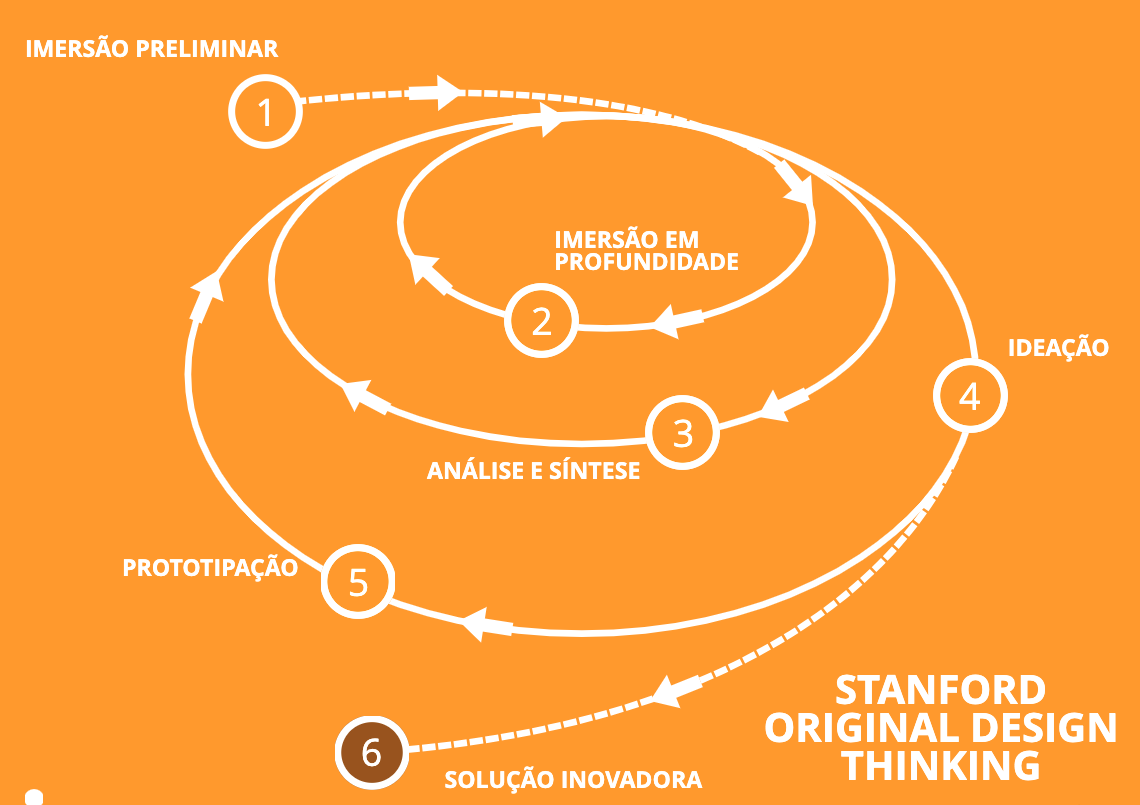 IMERSÃO PRELIMINAR
1
IMERSÃO EM
PROFUNDIDADE
2
IDEAÇÃO
4
3
ANÁLISE E SÍNTESE
PROTOTIPAÇÃO
5
STANFORD
ORIGINAL DESIGN
THINKING
6
SOLUÇÃO INOVADORA